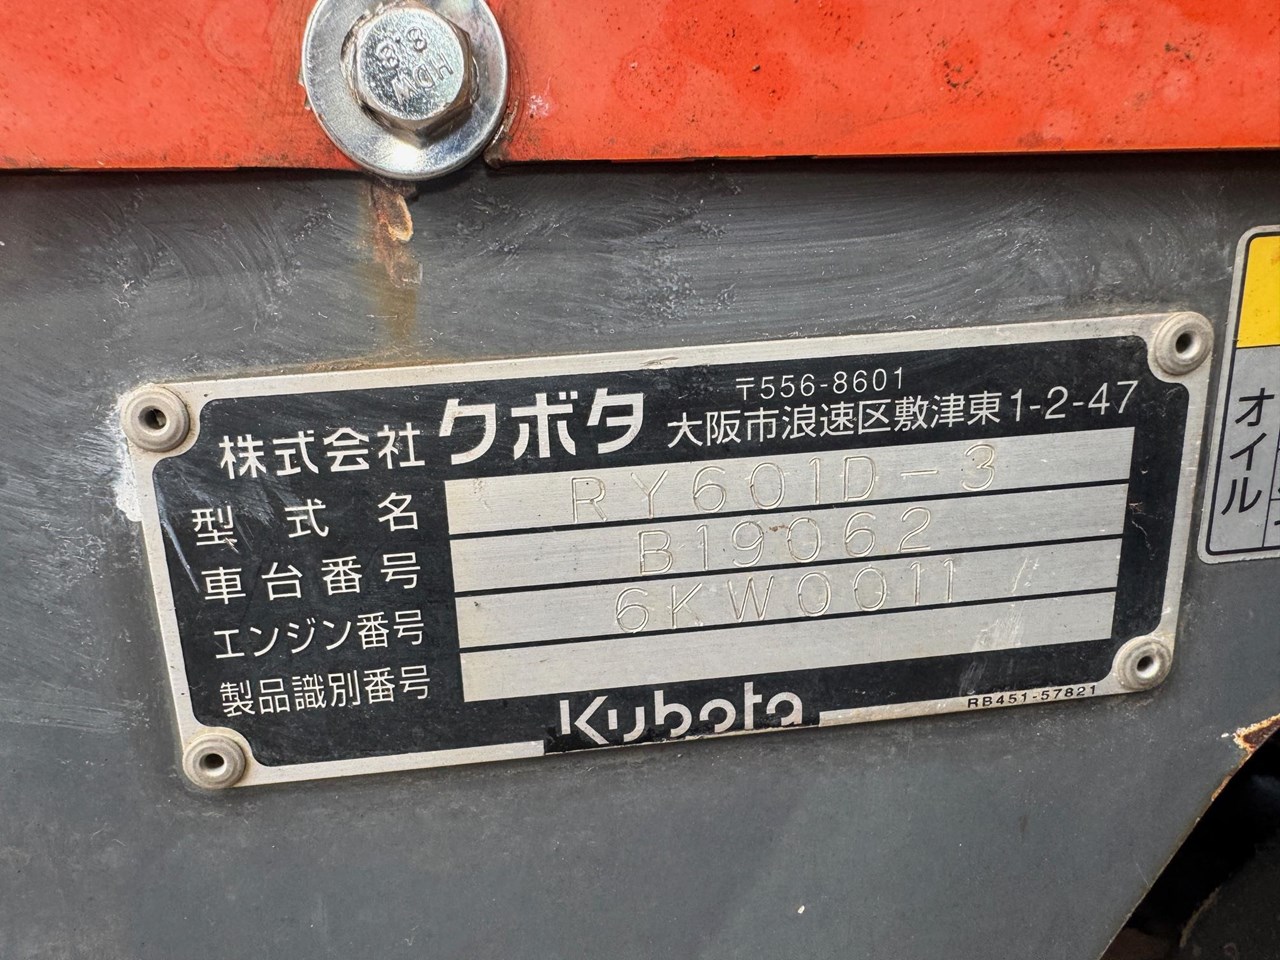 8.8
HDW
株式会社 クボタ
〒556-8601
大阪市浪速区敷津東1-2-47
型式名 RY601D-3
車台番号 B19062
エンジン番号 6KW0011
製品識別番号
Kubota
RB451-57821
オイル